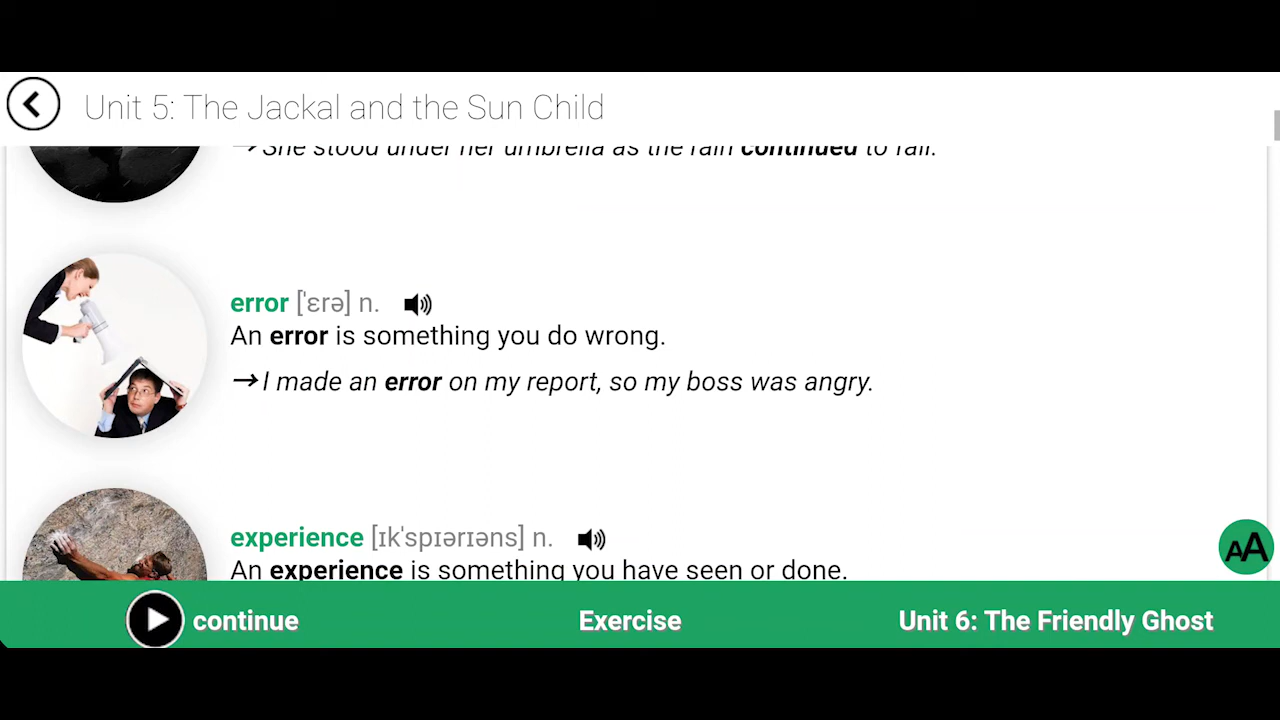 Unit 5: The Jackal and the Sun Child
→ She stood under her umbrella as the rain continued to fall.
error [ˈɛrə] n.
An error is something you do wrong.
→ I made an error on my report, so my boss was angry.
experience [ɪkˈspɪərɪəns] n.
An experience is something you have seen or done.
AA
continue
Exercise
Unit 6: The Friendly Ghost